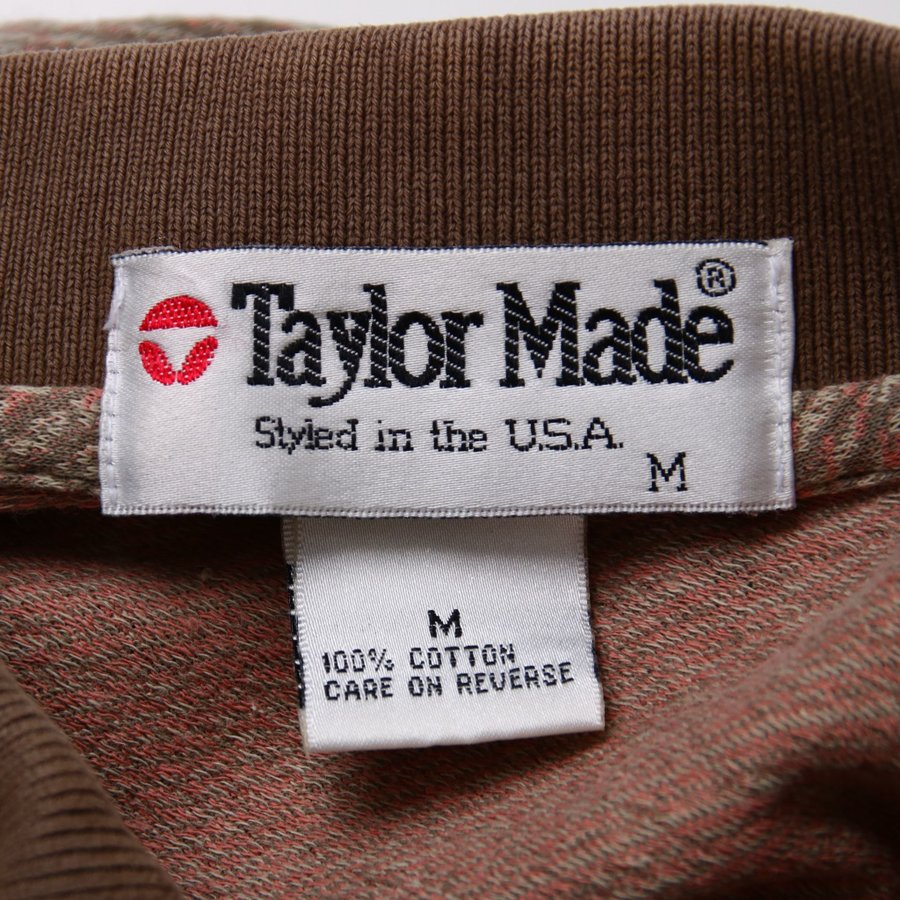 Taylor Made®
Styled in the U.S.A.
M
M
100% COTTON
CARE ON REVERSE